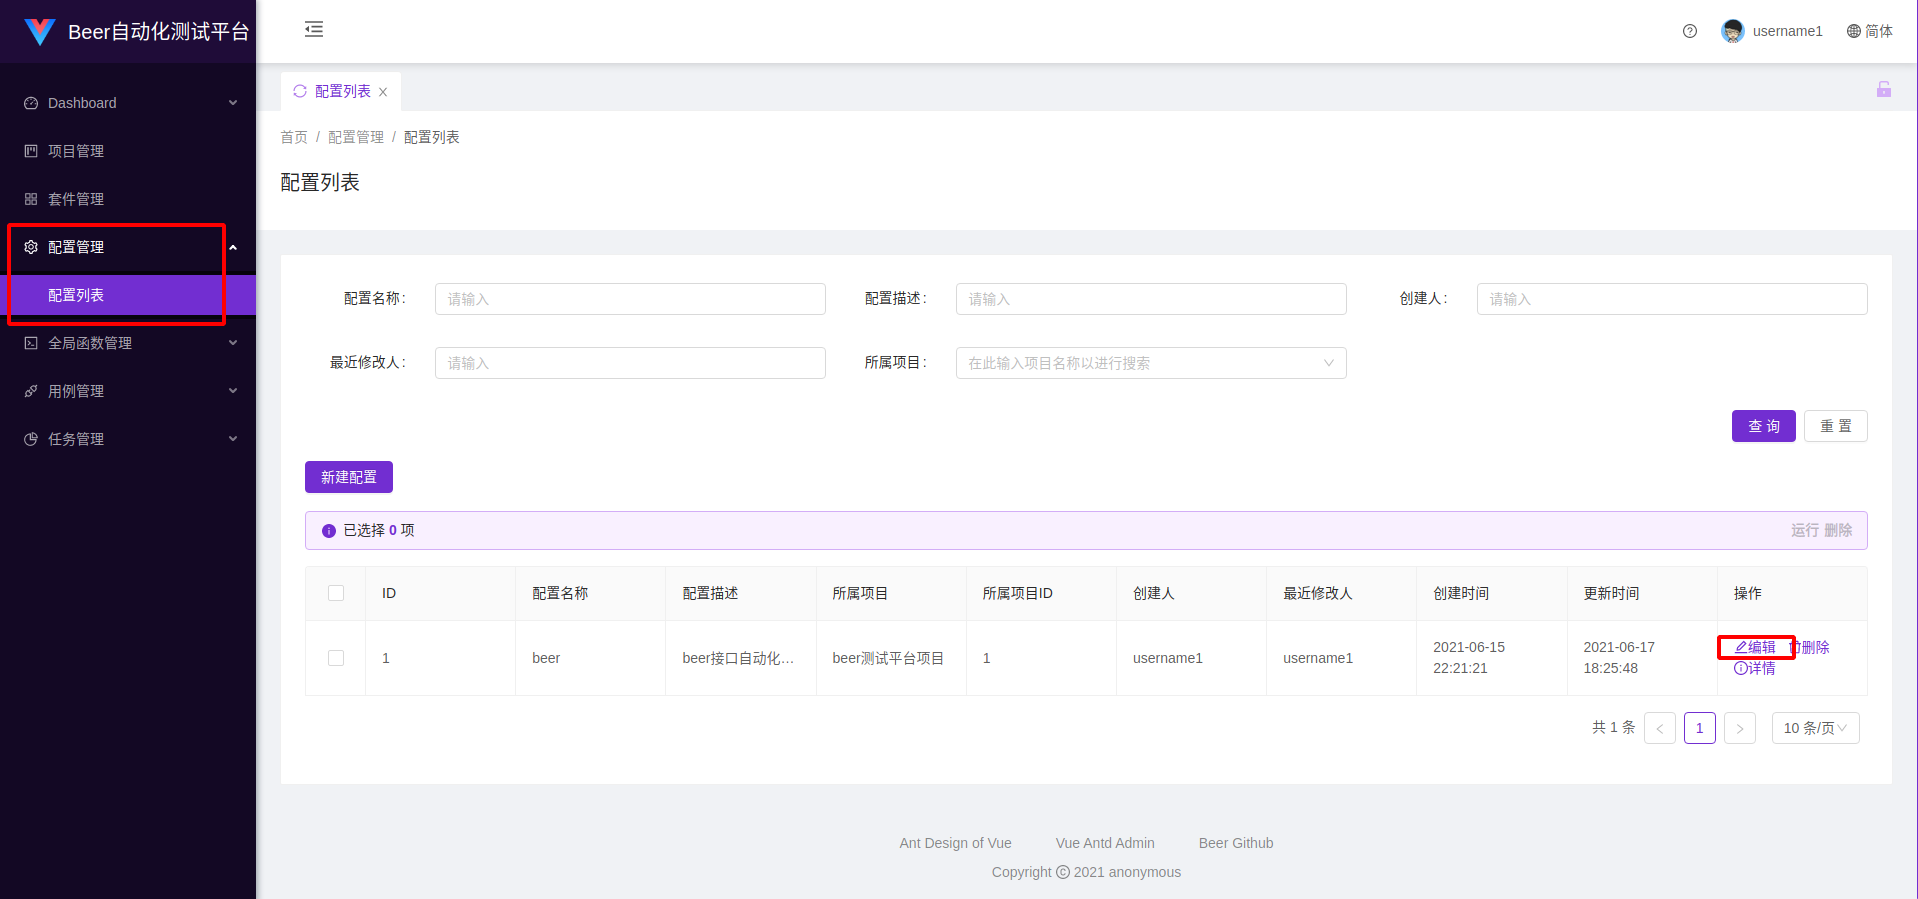 Beer自动化测试平台
username1
简体
Dashboard
项目管理
套件管理
配置管理
配置列表
全局函数管理
用例管理
任务管理
配置列表
首页 / 配置管理 / 配置列表
配置列表
配置名称: 请输入
配置描述: 请输入
创建人: 请输入
最近修改人: 请输入
所属项目: 在此输入项目名称以进行搜索
查 询
重 置
新建配置
已选择 0 项
运行 删除
ID 配置名称 配置描述 所属项目 所属项目ID 创建人 最近修改人 创建时间 更新时间 操作
1 beer beer接口自动化... beer测试平台项目 1 username1 username1 2021-06-15 2021-06-17 编辑 删除
22:21:21 18:25:48 详情
共 1 条 < 1 > 10 条/页
Ant Design of Vue Vue Antd Admin Beer Github
Copyright © 2021 anonymous